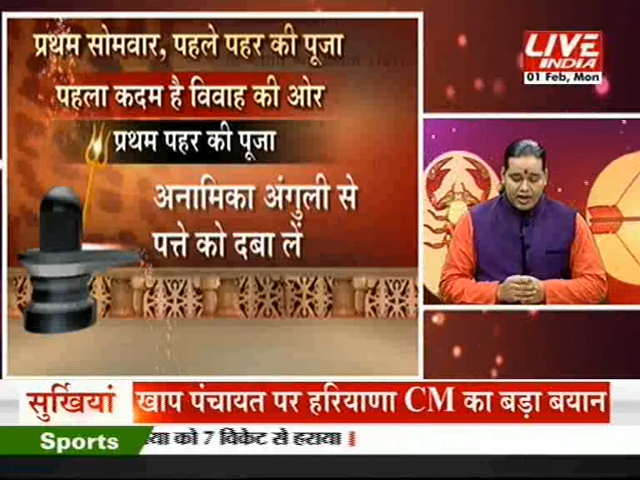 प्रथम सोमवार, पहले पहर की पूजा
पहला कदम है विवाह की ओर
प्रथम पहर की पूजा
अनामिका अंगुली से
पत्ते को दबा लें
LIVE
INDIA
01 Feb, Mon
सुर्खियां
खाप पंचायत पर हरियाणा CM का बड़ा बयान
Sports
को 7 विकेट से हराया |